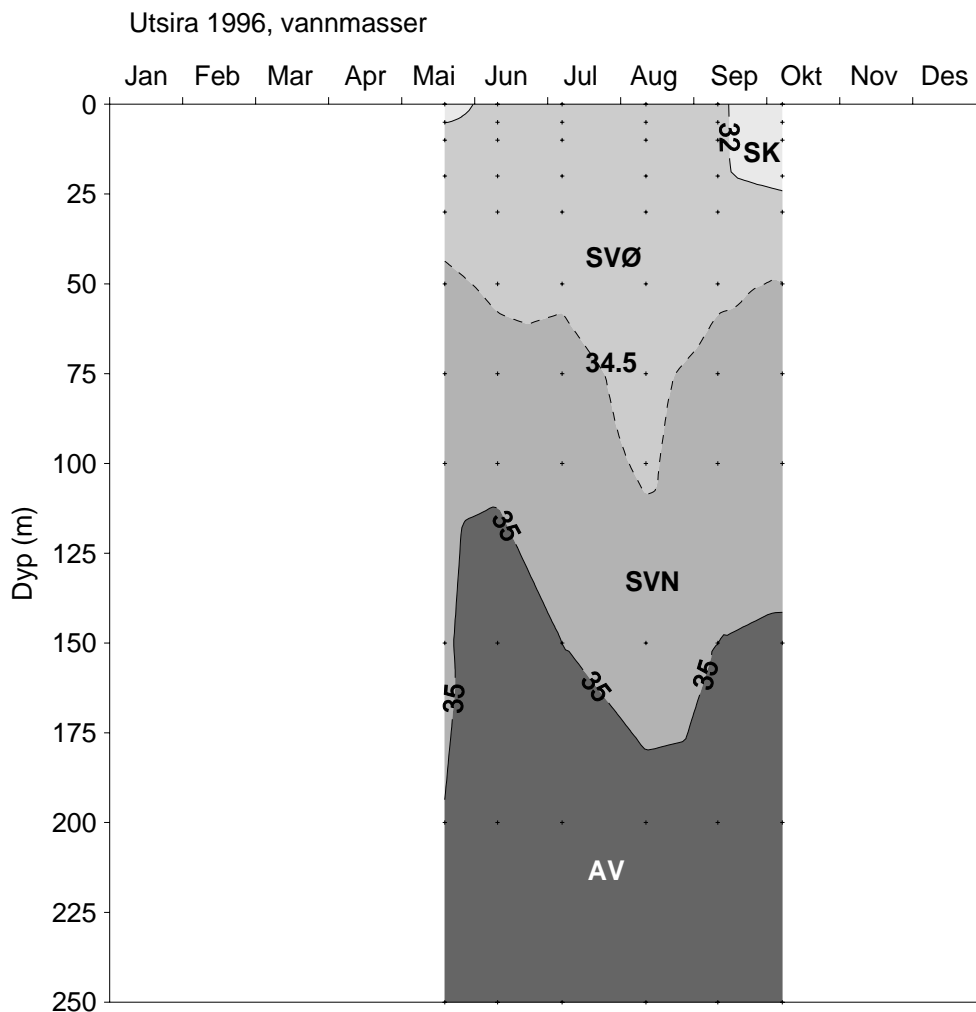 Utsira 1996, vannmasser
Jan Feb Mar Apr Mai Jun Jul Aug Sep Okt Nov Des
0
32
SK
25
SVØ
50
34.5
75
100
35
125
Dyp (m)
SVN
150
35
35
35
175
200
AV
225
250